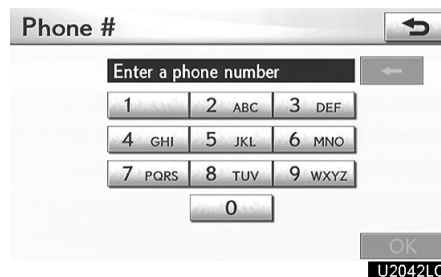 Phone #
Enter a phone number
1 2 ABC 3 DEF
4 GHI 5 JKL 6 MNO
7 PQRS 8 TUV 9 WXYZ
0
OK
U2042LC